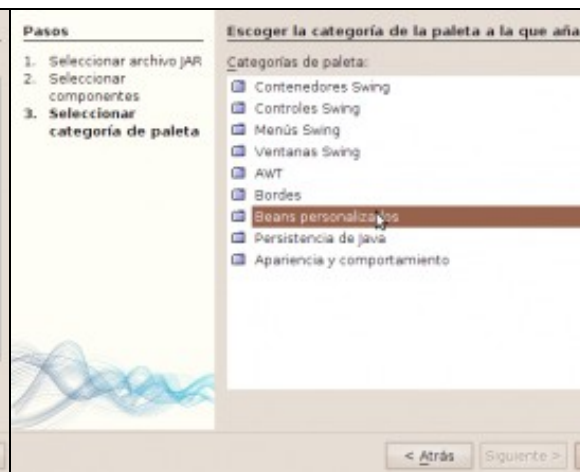 Pasos
1. Seleccionar archivo JAR
2. Seleccionar
componentes
3. Seleccionar
categoría de paleta
Escoger la categoría de la paleta a la que aña
Categorías de paleta:
Contenedores Swing
Controles Swing
Menús Swing
Ventanas Swing
AWT
Bordes
Beans personalizados
Persistencia de Java
Apariencia y comportamiento
< Atrás
Siguiente >